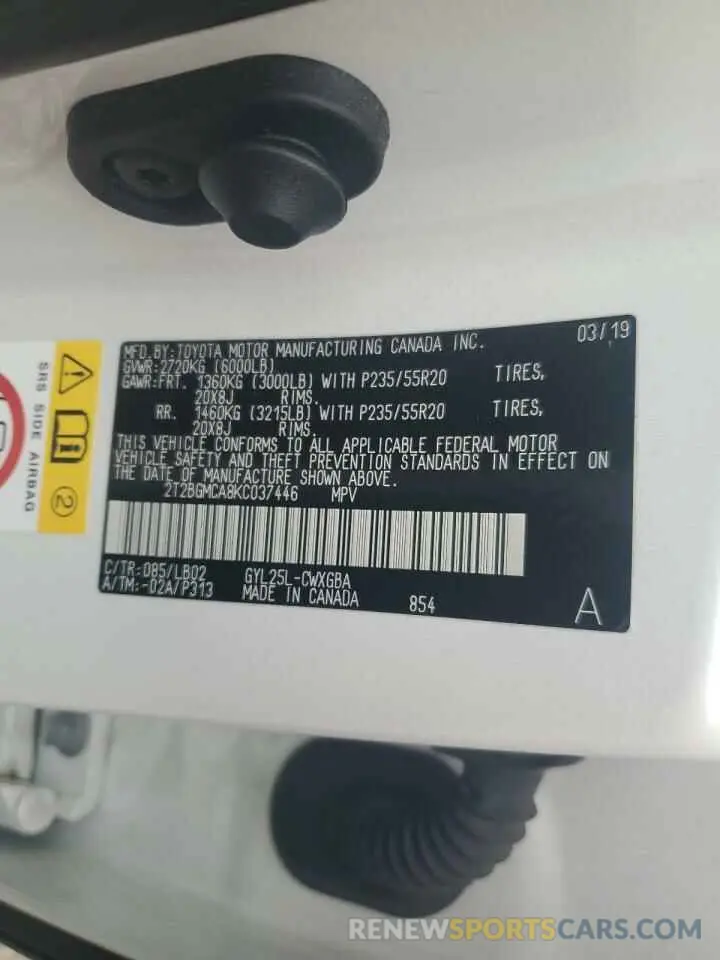 MFD.BY:TOYOTA MOTOR MANUFACTURING CANADA INC. 03/19
GVWR:2720KG (6000LB)
GAWR:FRT. 1360KG (3000LB) WITH P235/55R20 TIRES,
20X8J RIMS.
RR. 1460KG (3215LB) WITH P235/55R20 TIRES,
20X8J RIMS.
THIS VEHICLE CONFORMS TO ALL APPLICABLE FEDERAL MOTOR
VEHICLE SAFETY AND THEFT PREVENTION STANDARDS IN EFFECT ON
THE DATE OF MANUFACTURE SHOWN ABOVE.
2T2BGMCA8KC037446 MPV
C/TR:085/LB02 GYL25L-CWXGBA
A/TM:-02A/P313 MADE IN CANADA 854 A
SRS SIDE AIRBAG
2
RENEWSPORTSCARS.COM